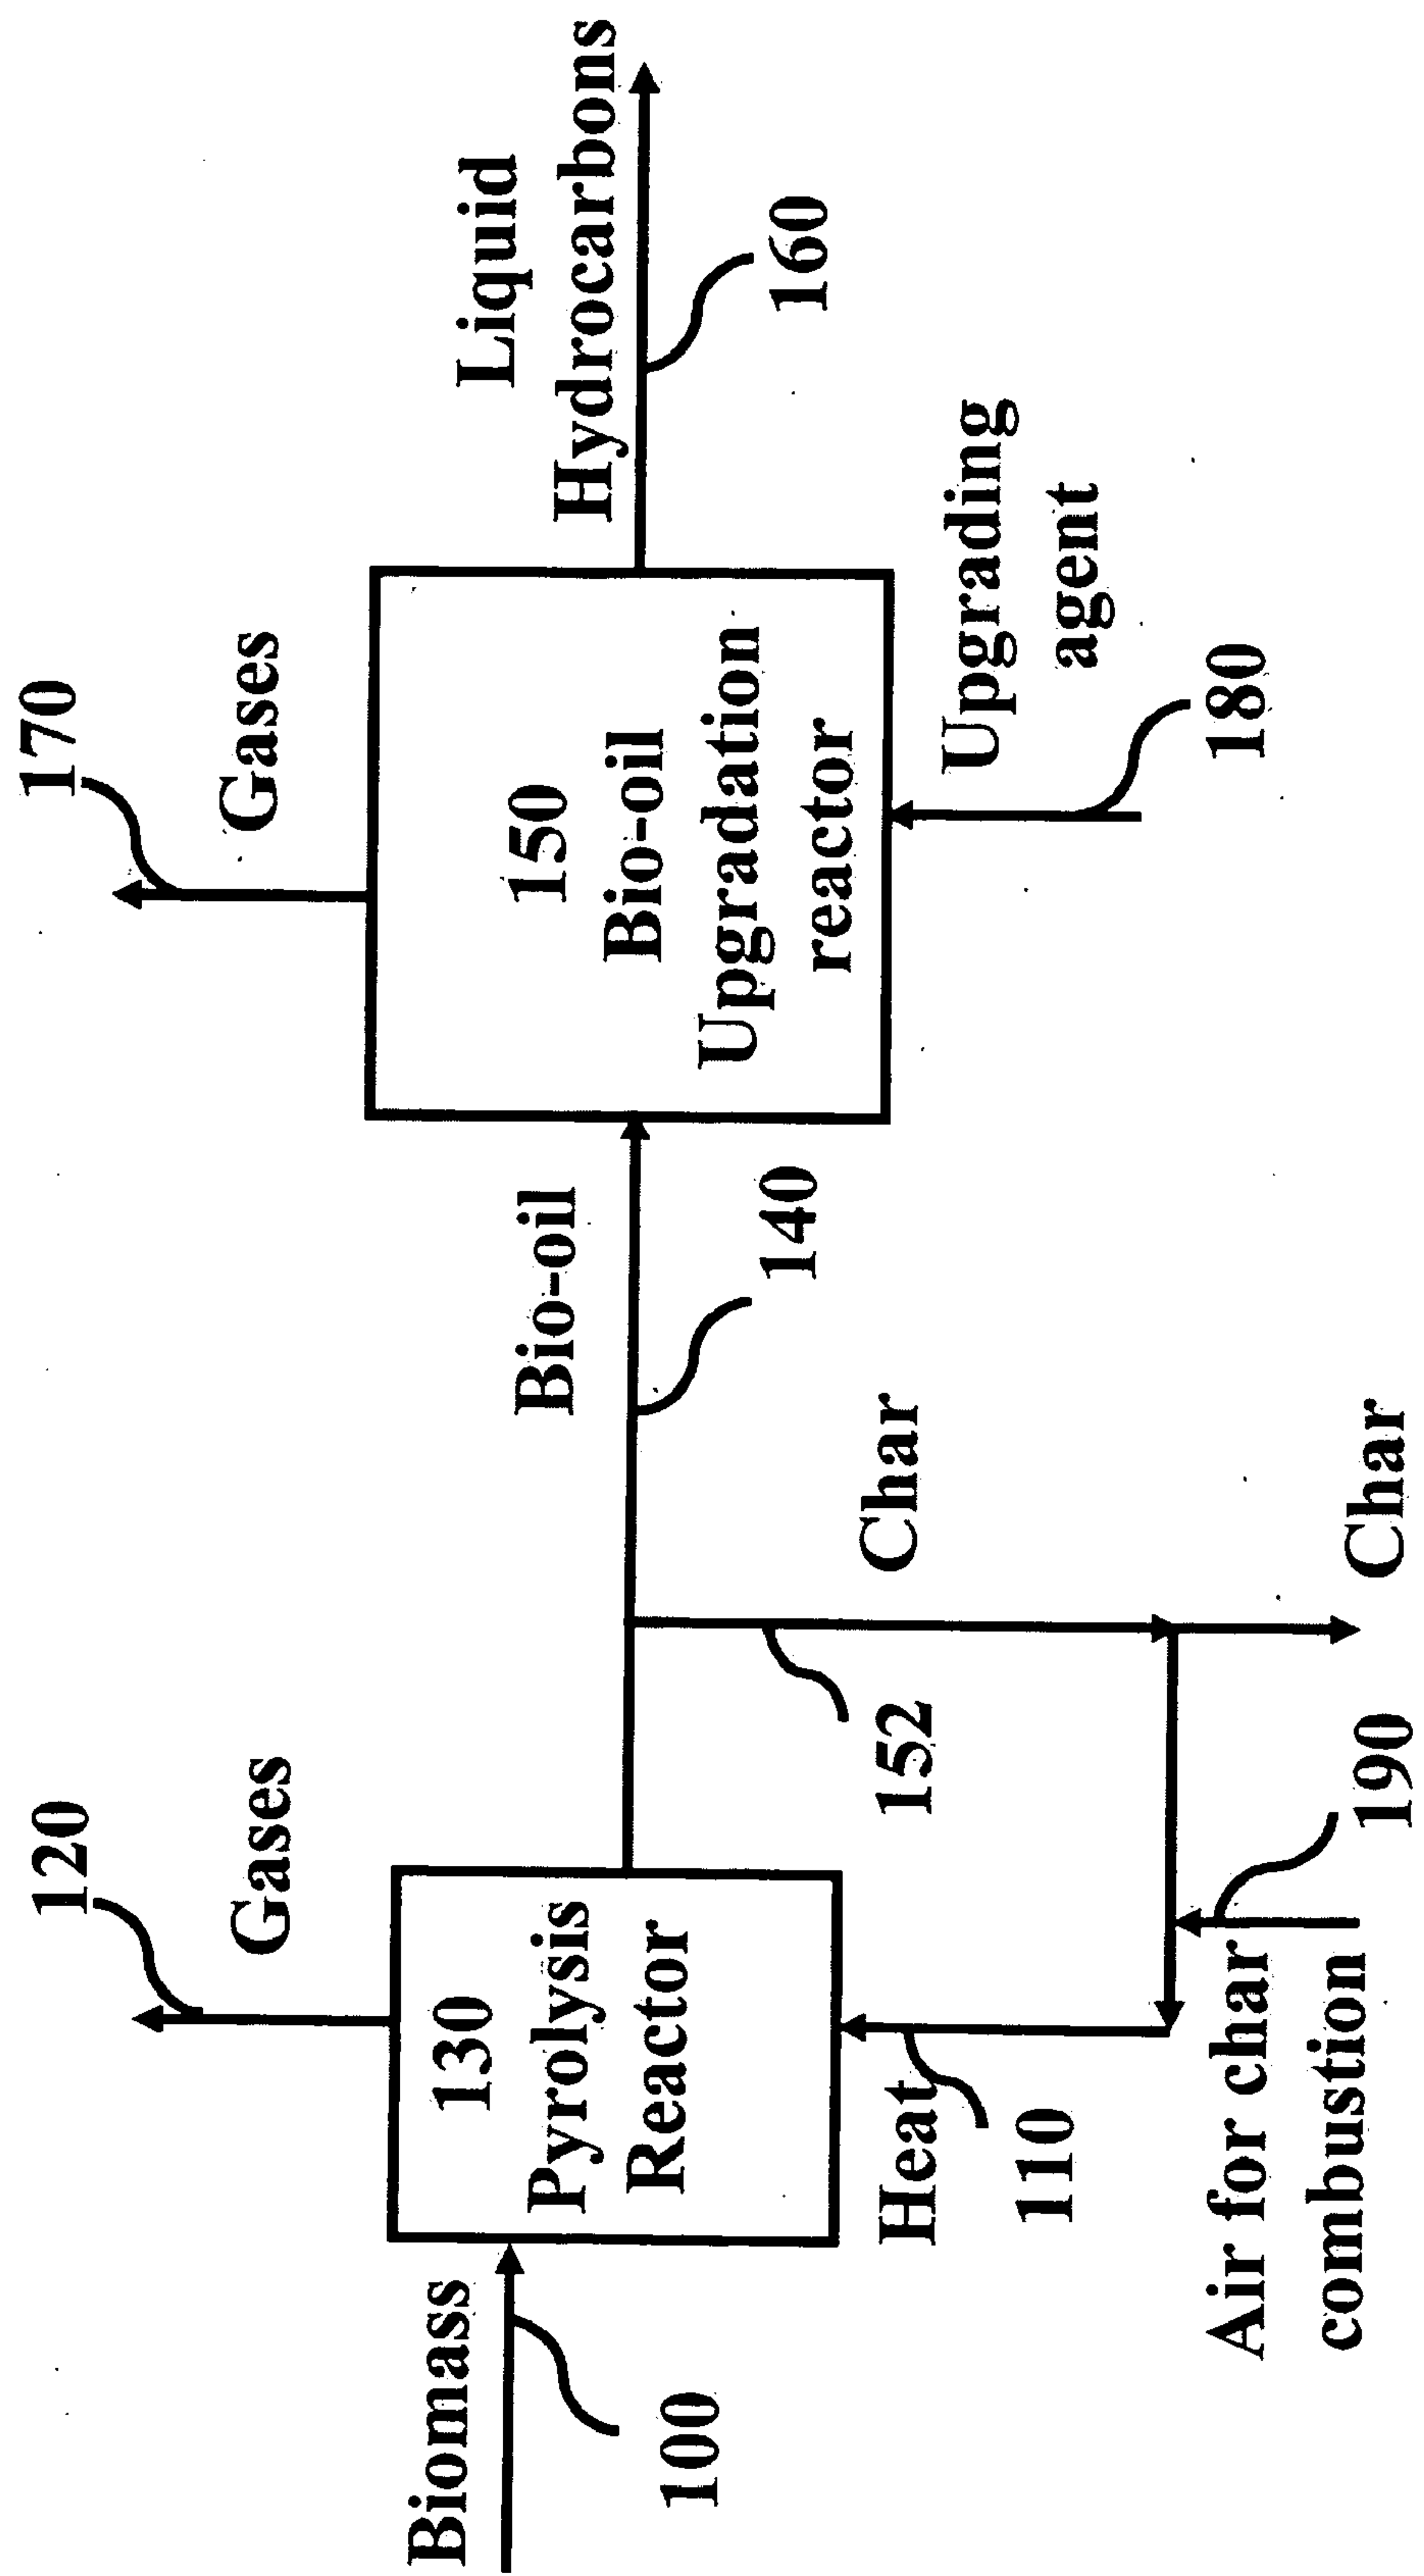 120
Gases
Biomass
100
130
Pyrolysis
Reactor
Heat
110
Air for char
combustion
190
152
Char
Char
Bio-oil
140
170
Gases
150
Bio-oil
Upgradation
reactor
Upgrading
agent
180
Liquid
Hydrocarbons
160